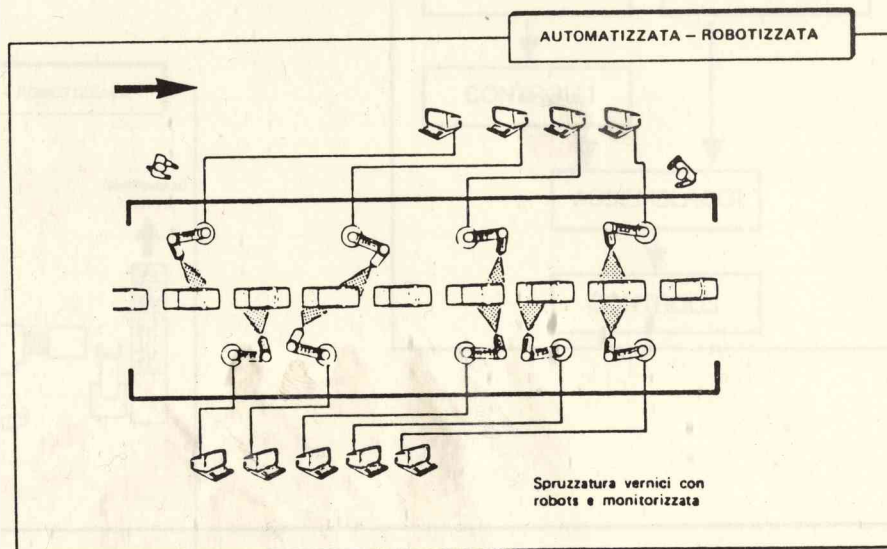 AUTOMATIZZATA – ROBOTIZZATA
Spruzzatura vernici con
robots e monitorizzata